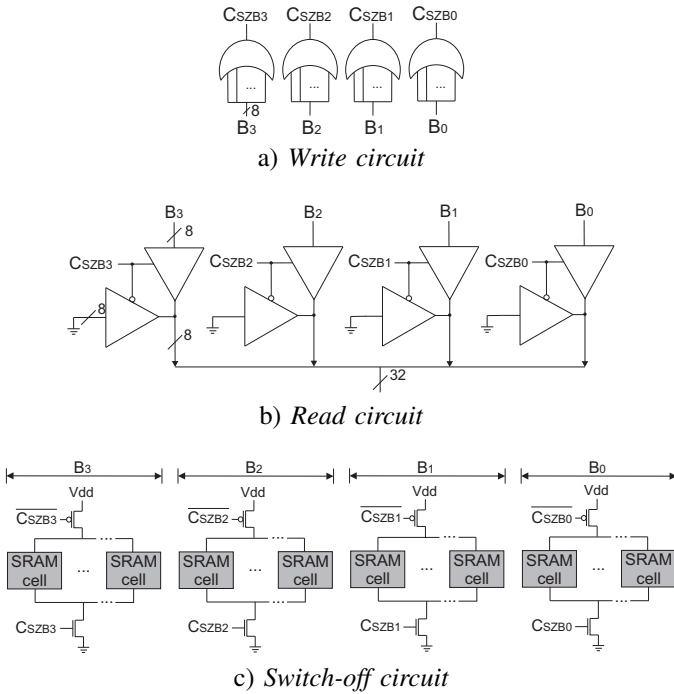 CSZB3 CSZB2 CSZB1 CSZB0
... ... ... ...
8
B3 B2 B1 B0
a) Write circuit
B3 B2 B1 B0
8
CSZB3 CSZB2 CSZB1 CSZB0
8
8
32
b) Read circuit
B3 B2 B1 B0
Vdd Vdd Vdd Vdd
CSZB3 CSZB2 CSZB1 CSZB0
... ... ... ...
SRAM cell ... SRAM cell SRAM cell ... SRAM cell SRAM cell ... SRAM cell SRAM cell ... SRAM cell
... ... ... ...
CSZB3 CSZB2 CSZB1 CSZB0
c) Switch-off circuit